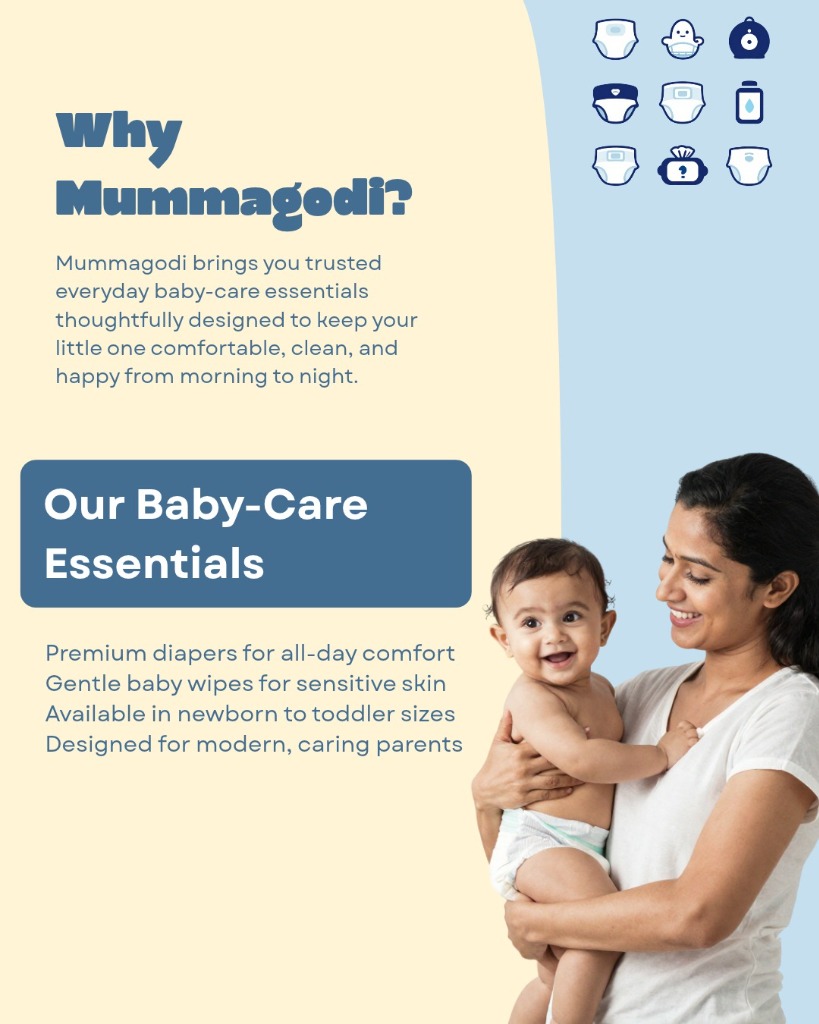 Why
Mummagodi?
Mummagodi brings you trusted
everyday baby-care essentials
thoughtfully designed to keep your
little one comfortable, clean, and
happy from morning to night.
Our Baby-Care
Essentials
Premium diapers for all-day comfort
Gentle baby wipes for sensitive skin
Available in newborn to toddler sizes
Designed for modern, caring parents